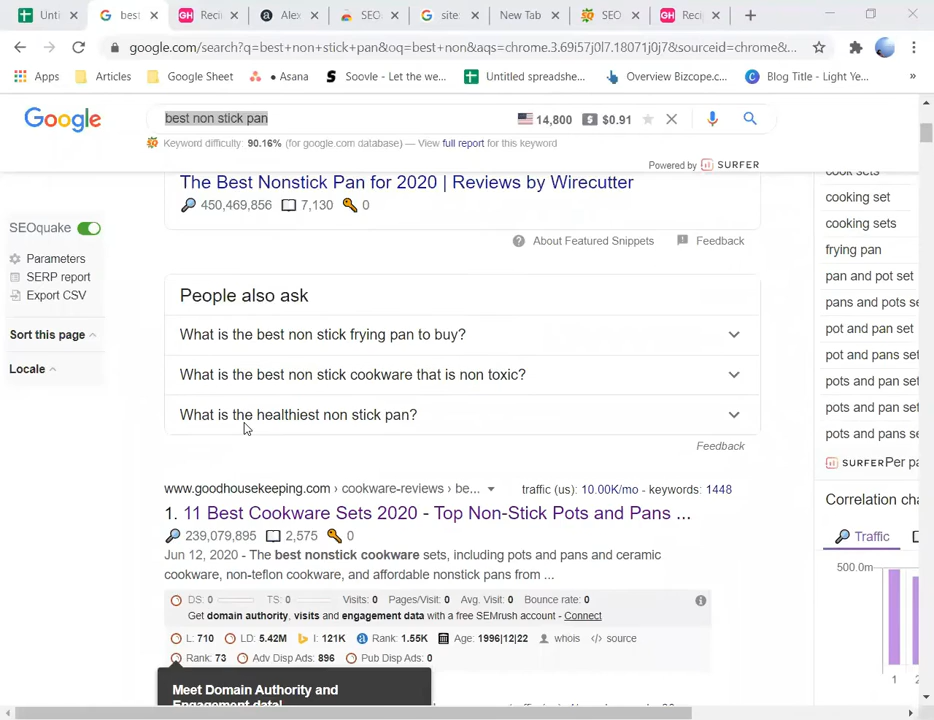 Unti
best
Recip
Alex
SEO
site:
New Tab
SEO
Recip
google.com/search?q=best+non+stick+pan&oq=best+non&aqs=chrome.3.69i57j0l7.18071j0j7&sourceid=chrome&...
Apps
Articles
Google Sheet
Asana
Soovle - Let the we...
Untitled spreadshe...
Overview Bizcope.c...
Blog Title - Light Ye...
»
Google
best non stick pan
14,800
$0.91
Keyword difficulty 90.16% (for google.com database) — View full report for this keyword
Powered by SURFER
The Best Nonstick Pan for 2020 | Reviews by Wirecutter
450,469,856 7,130 0
About Featured Snippets
Feedback
SEOquake
Parameters
SERP report
Export CSV
Sort this page
Locale
People also ask
What is the best non stick frying pan to buy?
What is the best non stick cookware that is non toxic?
What is the healthiest non stick pan?
Feedback
www.goodhousekeeping.com › cookware-reviews › be...
traffic (us): 10.00K/mo - keywords: 1448
1. 11 Best Cookware Sets 2020 - Top Non-Stick Pots and Pans ...
239,079,895 2,575 0
Jun 12, 2020 - The best nonstick cookware sets, including pots and pans and ceramic
cookware, non-teflon cookware, and affordable nonstick pans from ...
DS: 0 TS: 0 Visits: 0 Pages/Visit: 0 Avg. Visit: 0 Bounce rate: 0
Get domain authority, visits and engagement data with a free SEMrush account - Connect
L: 710 LD: 5.42M I: 121K Rank: 1.55K Age: 1996|12|22 whois source
Rank: 73 Adv Disp Ads: 896 Pub Disp Ads: 0
Meet Domain Authority and
Engagement data!
cook sets
cooking set
cooking sets
frying pan
pan and pot set
pans and pots se
pot and pan set
pot and pans set
pots and pan set
pots and pan set
pots and pans se
SURFER Per pa
Correlation cha
Traffic
500.0m
0
1
2